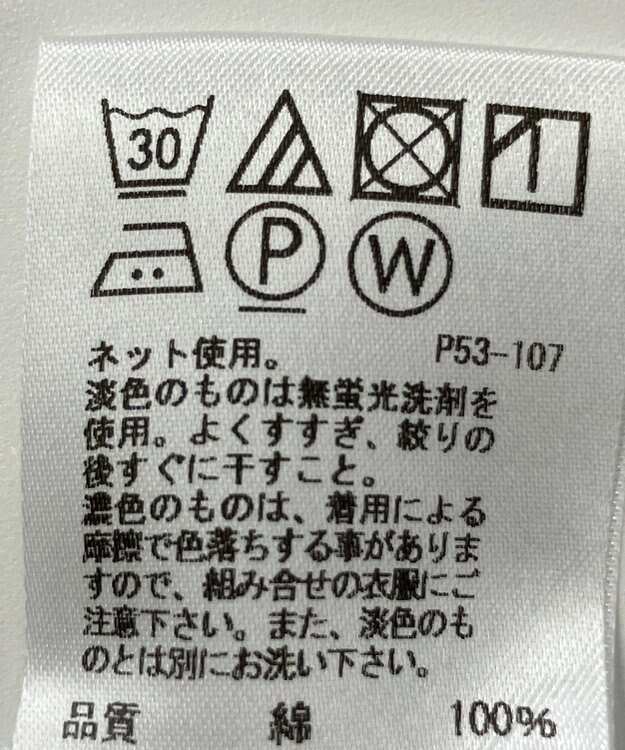 30
P W
ネット使用。 P53-107
淡色のものは無蛍光洗剤を
使用。よくすすぎ、絞りの
後すぐに干すこと。
濃色のものは、着用による
摩擦で色落ちする事がありま
すので、組み合せの衣服にご
注意下さい。また、淡色のも
のとは別にお洗い下さい。
品質 綿 100%